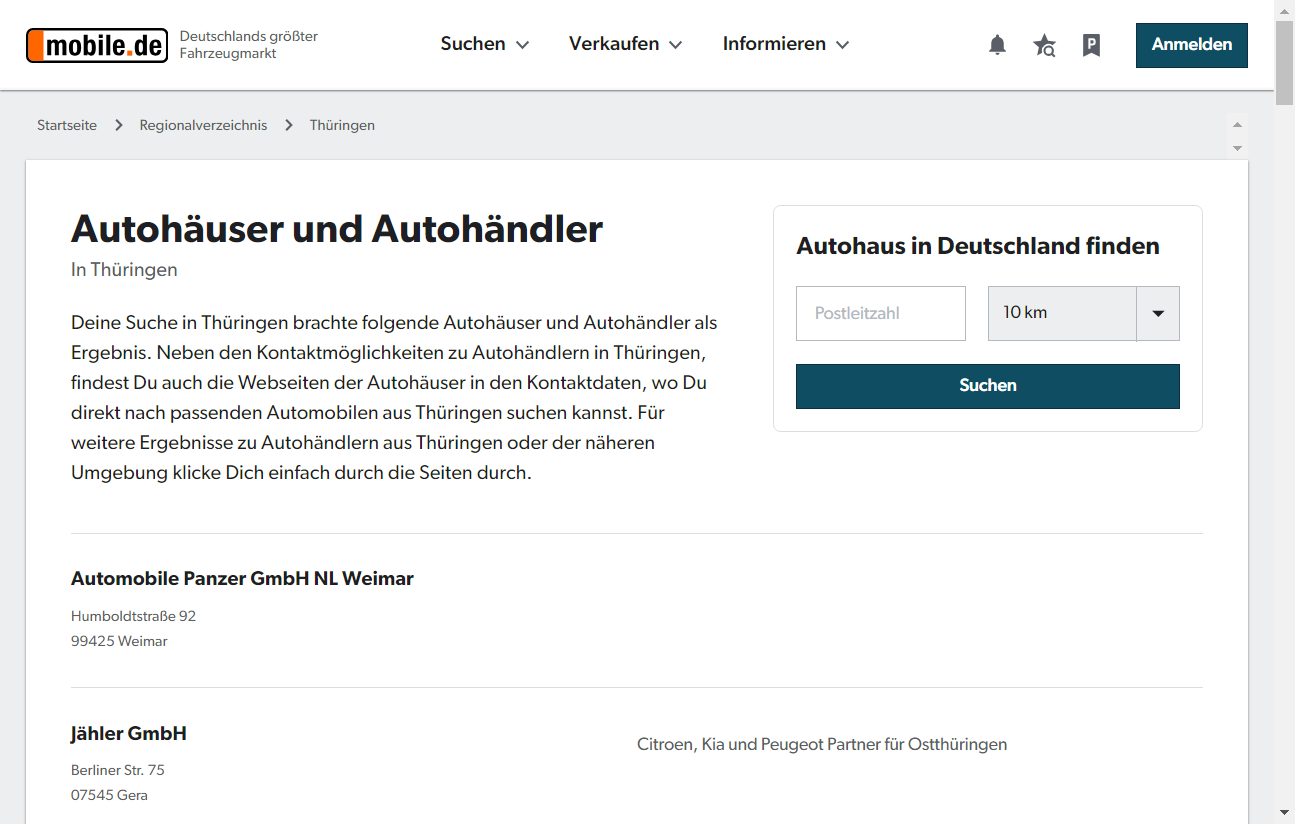 mobile.de
Deutschlands größter
Fahrzeugmarkt
Suchen
Verkaufen
Informieren
P
Anmelden
Startseite
Regionalverzeichnis
Thüringen
Autohäuser und Autohändler
In Thüringen
Deine Suche in Thüringen brachte folgende Autohäuser und Autohändler als
Ergebnis. Neben den Kontaktmöglichkeiten zu Autohändlern in Thüringen,
findest Du auch die Webseiten der Autohäuser in den Kontaktdaten, wo Du
direkt nach passenden Automobilen aus Thüringen suchen kannst. Für
weitere Ergebnisse zu Autohändlern aus Thüringen oder der näheren
Umgebung klicke Dich einfach durch die Seiten durch.
Autohaus in Deutschland finden
Postleitzahl
10 km
Suchen
Automobile Panzer GmbH NL Weimar
Humboldtstraße 92
99425 Weimar
Jähler GmbH
Berliner Str. 75
07545 Gera
Citroen, Kia und Peugeot Partner für Ostthüringen